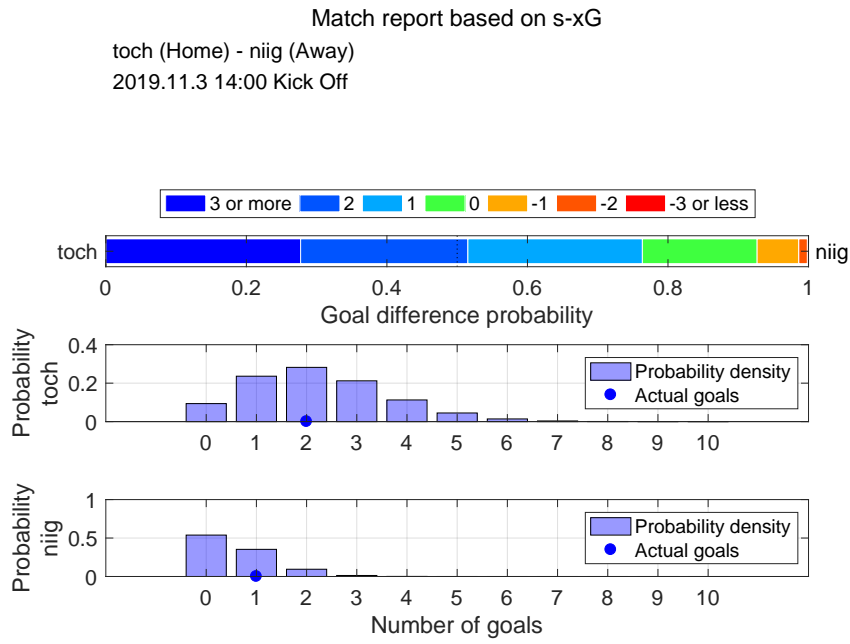 Match report based on s-xG
toch (Home) - niig (Away)
2019.11.3 14:00 Kick Off
3 or more 2 1 0 -1 -2 -3 or less
toch niig
0 0.2 0.4 0.6 0.8 1
Goal difference probability
Probability
toch
0.4
0.2
0
Probability density
Actual goals
0 1 2 3 4 5 6 7 8 9 10
Probability
niig
1
0.5
0
Probability density
Actual goals
0 1 2 3 4 5 6 7 8 9 10
Number of goals